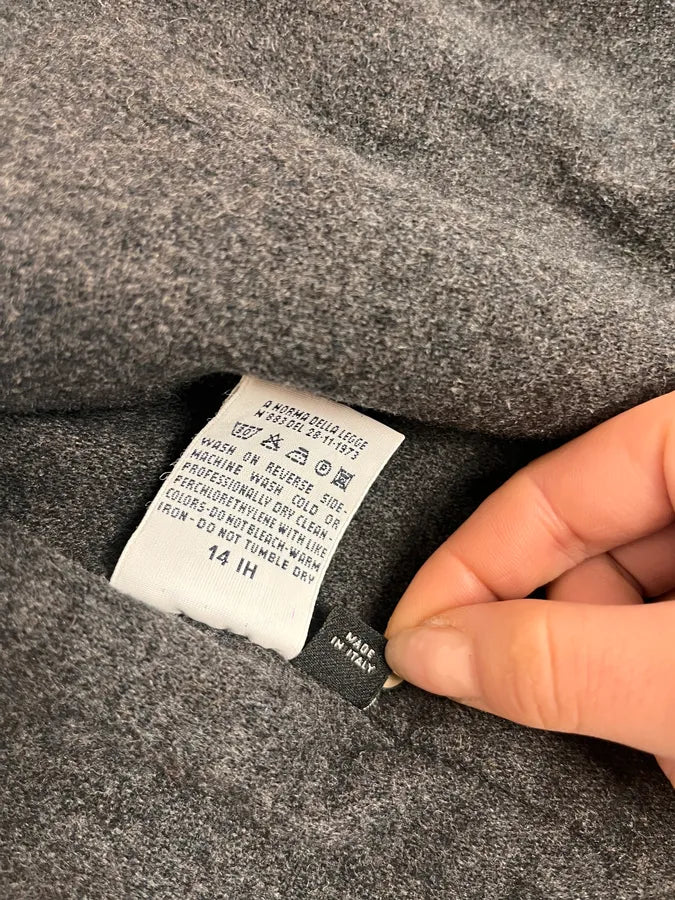 A NORMA DELLA LEGGE
N°883 DEL 26-11-1973
30 P
WASH ON REVERSE SIDE-
MACHINE WASH COLD OR
PROFESSIONALLY DRY CLEAN-
PERCHLORETHYLENE WITH LIKE
COLORS-DO NOT BLEACH-WARM
IRON-DO NOT TUMBLE DRY
14 IH
MADE
IN ITALY